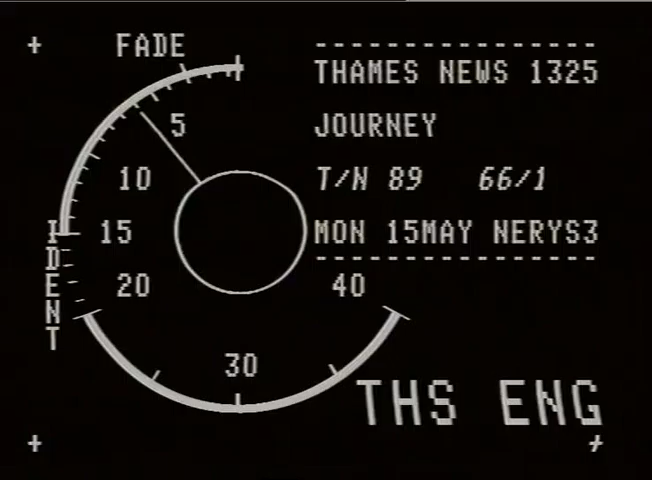 FADE
THAMES NEWS 1325
JOURNEY
T/N 89 66/1
MON 15MAY NERYS3
5
10
15
20
30
40
IDENT
THS ENG